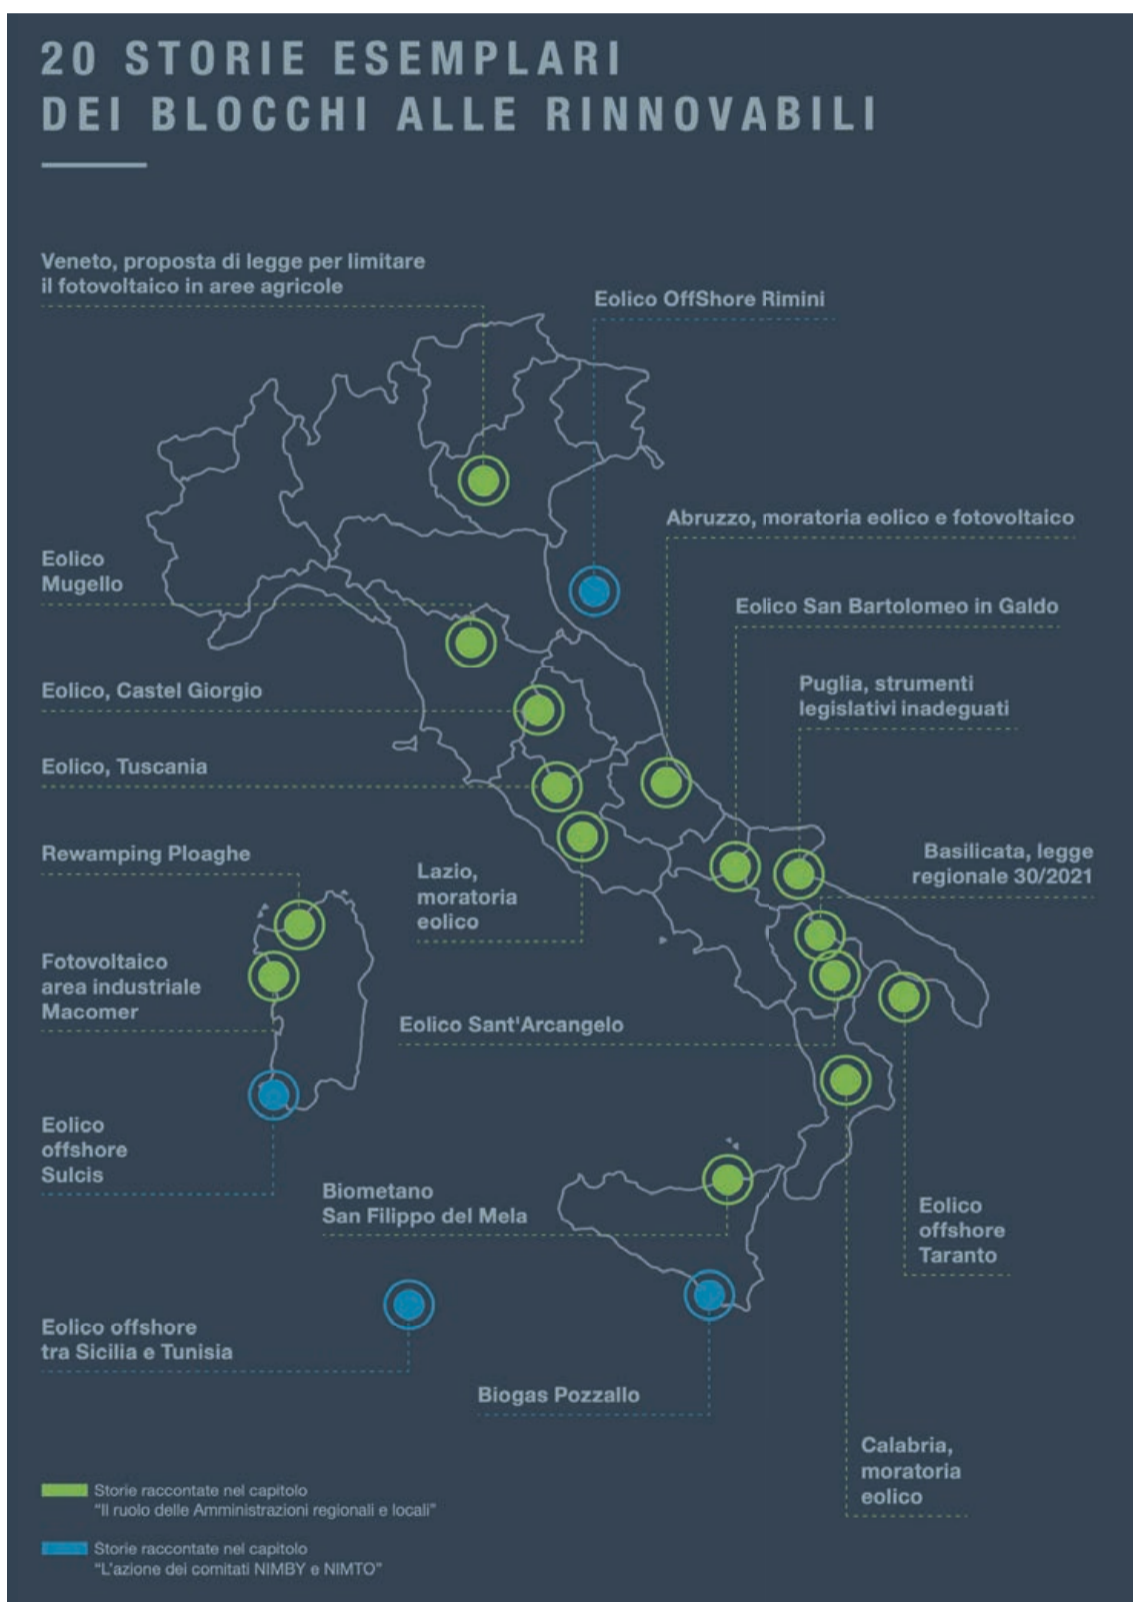 20 STORIE ESEMPLARI
DEI BLOCCHI ALLE RINNOVABILI
Veneto, proposta di legge per limitare
il fotovoltaico in aree agricole
Eolico OffShore Rimini
Abruzzo, moratoria eolico e fotovoltaico
Eolico
Mugello
Eolico San Bartolomeo in Galdo
Eolico, Castel Giorgio
Puglia, strumenti
legislativi inadeguati
Eolico, Tuscania
Rewamping Ploaghe
Lazio,
moratoria
eolico
Basilicata, legge
regionale 30/2021
Fotovoltaico
area industriale
Macomer
Eolico Sant'Arcangelo
Eolico
offshore
Sulcis
Biometano
San Filippo del Mela
Eolico
offshore
Taranto
Eolico offshore
tra Sicilia e Tunisia
Biogas Pozzallo
Calabria,
moratoria
eolico
Storie raccontate nel capitolo
"Il ruolo delle Amministrazioni regionali e locali"
Storie raccontate nel capitolo
"L'azione dei comitati NIMBY e NIMTO"